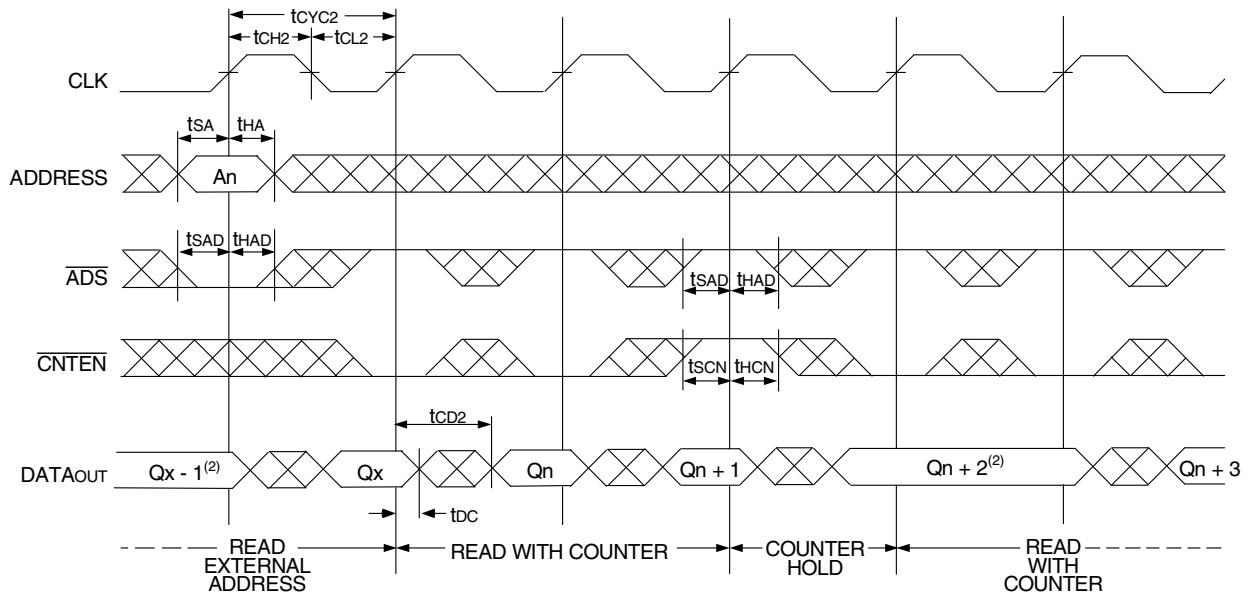 tCYC2
tCH2 tCL2
CLK
tSA tHA
ADDRESS An
tSAD tHAD
ADS
tSAD tHAD
CNTEN
tSCN tHCN
tCD2
DATAOUT Qx - 1(2) Qx Qn Qn + 1 Qn + 2(2) Qn + 3
tDC
READ EXTERNAL ADDRESS
READ WITH COUNTER
COUNTER HOLD
READ WITH COUNTER